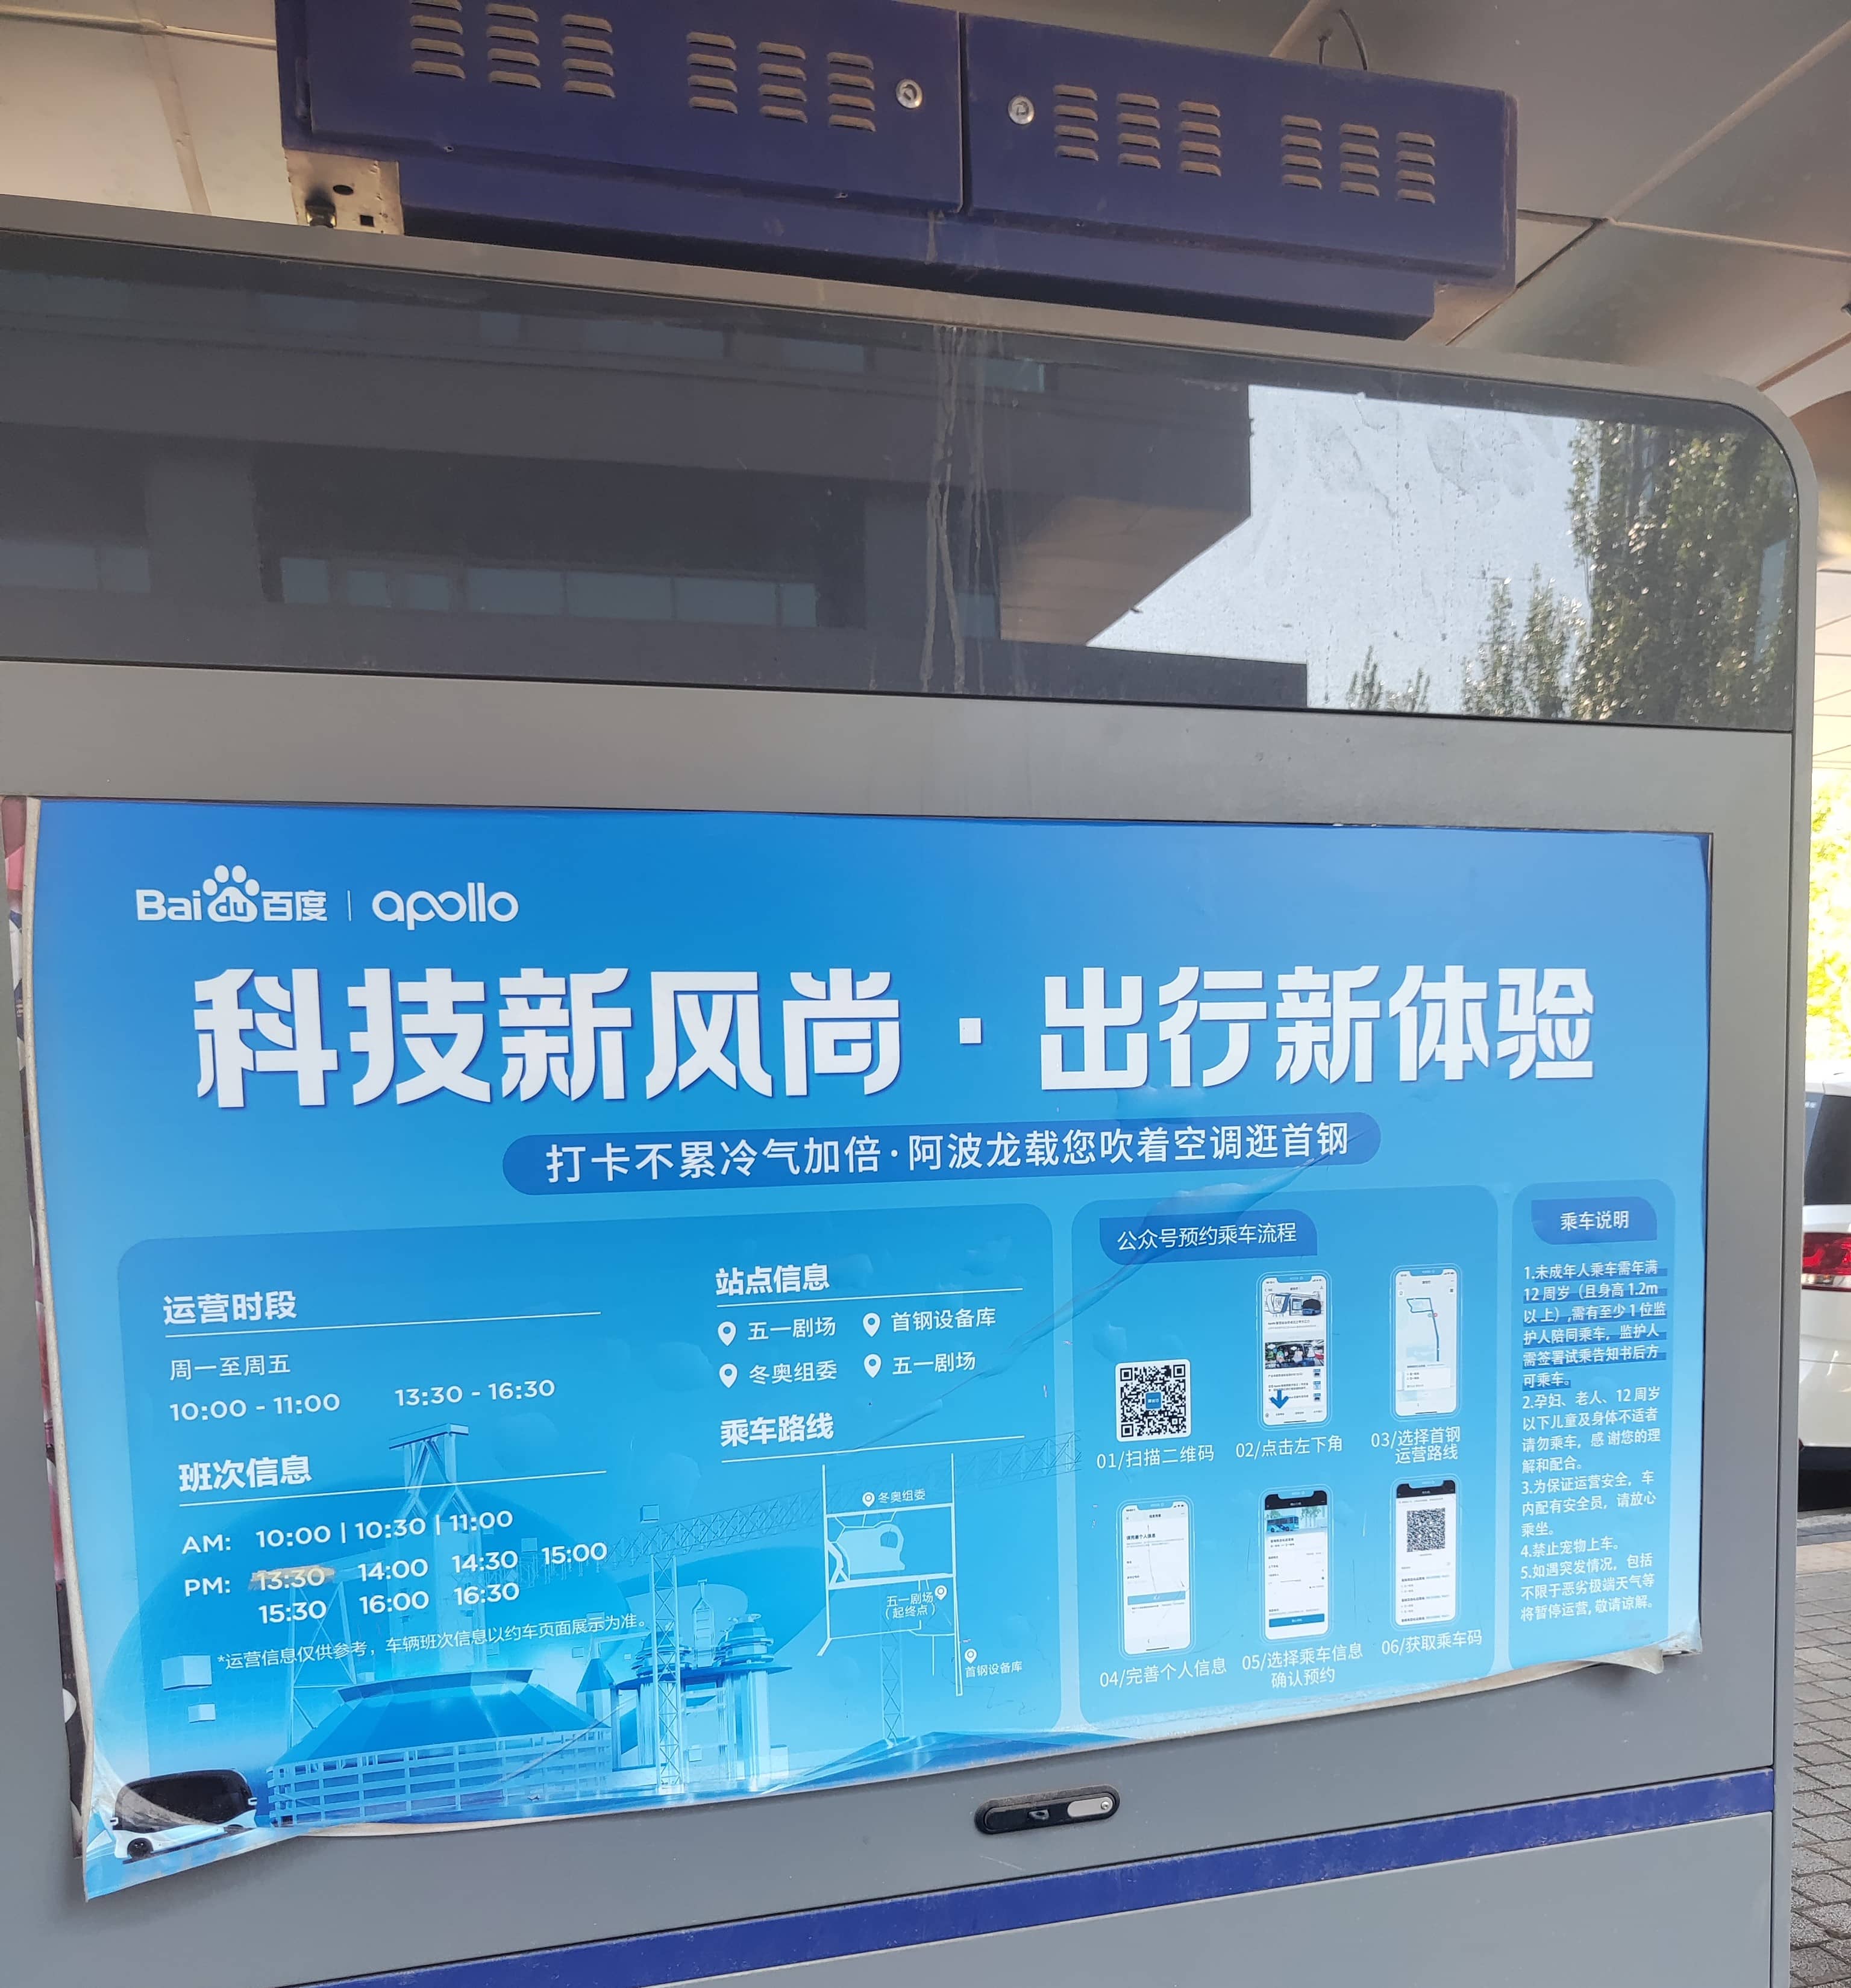 Bai du 百度 | apollo
科技新风尚·出行新体验
打卡不累冷气加倍·阿波龙载您吹着空调逛首钢
运营时段
周一至周五
10:00 - 11:00 13:30 - 16:30
班次信息
AM: 10:00 | 10:30 | 11:00
PM: 13:30 14:00 14:30 15:00
15:30 16:00 16:30
*运营信息仅供参考，车辆班次信息以约车页面展示为准。
站点信息
五一剧场 首钢设备库
冬奥组委 五一剧场
乘车路线
冬奥组委
五一剧场
（起终点）
首钢设备库
公众号预约乘车流程
01/扫描二维码
02/点击左下角
03/选择首钢
运营路线
04/完善个人信息
05/选择乘车信息
确认预约
06/获取乘车码
乘车说明
1.未成年人乘车需年满
12周岁（且身高1.2m
以上）,需有至少1位监
护人陪同乘车，监护人
需签署试乘告知书后方
可乘车。
2.孕妇、老人、12周岁
以下儿童及身体不适者
请勿乘车，感谢您的理
解和配合。
3.为保证运营安全，车
内配有安全员，请放心
乘坐。
4.禁止宠物上车。
5.如遇突发情况，包括
不限于恶劣极端天气等
将暂停运营,敬请谅解。